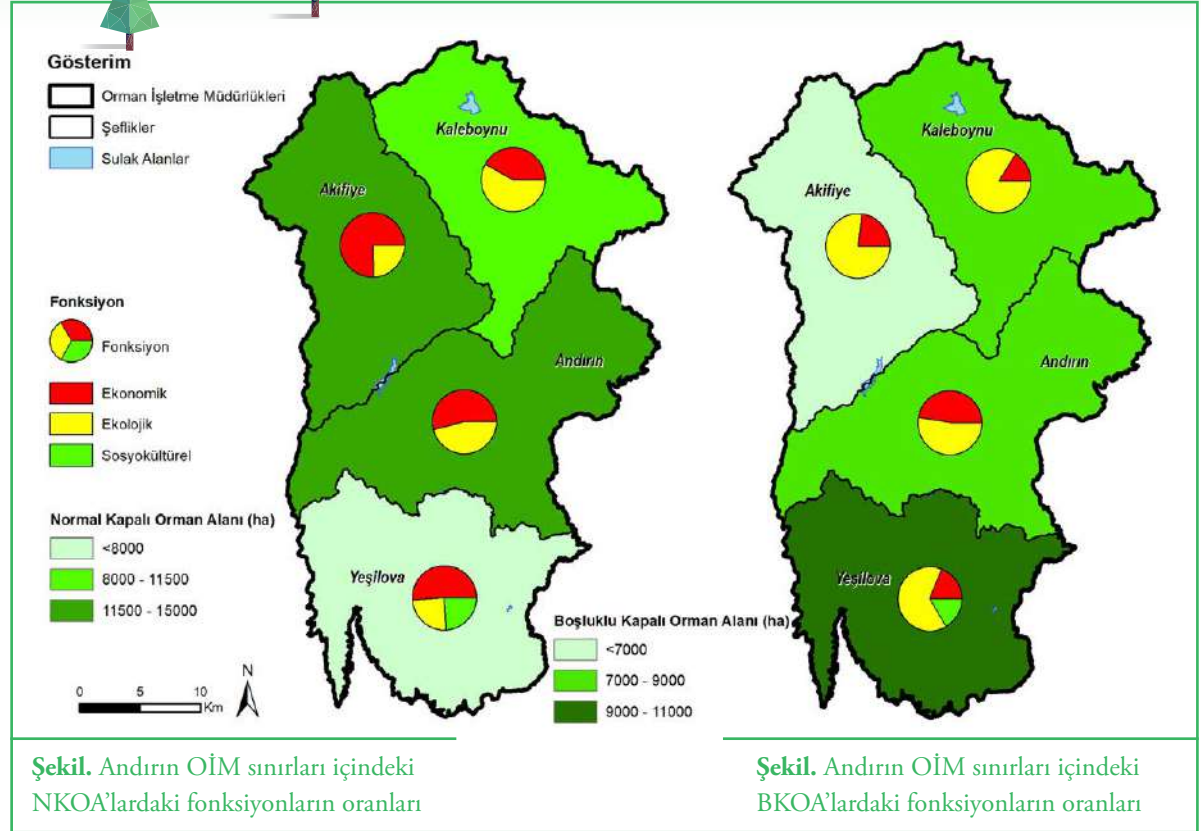 Gösterim
Orman İşletme Müdürlükleri
Şeflikler
Sulak Alanlar
Fonksiyon
Fonksiyon
Ekonomik
Ekolojik
Sosyokültürel
Normal Kapalı Orman Alanı (ha)
<8000
8000 - 11500
11500 - 15000
0 5 10
Km
N
Kaleboynu
Akifiye
Andırın
Yeşilova
Kaleboynu
Akifiye
Andırın
Yeşilova
Boşluklu Kapalı Orman Alanı (ha)
<7000
7000 - 9000
9000 - 11000
Şekil. Andırın OİM sınırları içindeki
NKOA’lardaki fonksiyonların oranları
Şekil. Andırın OİM sınırları içindeki
BKOA’lardaki fonksiyonların oranları